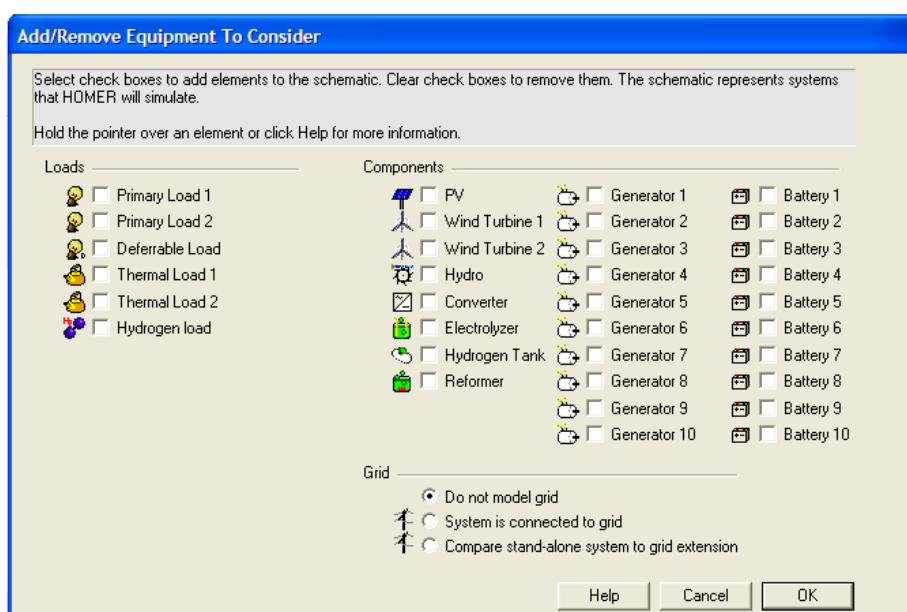 Add/Remove Equipment To Consider
Select check boxes to add elements to the schematic. Clear check boxes to remove them. The schematic represents systems
that HOMER will simulate.
Hold the pointer over an element or click Help for more information.
Loads
Primary Load 1
Primary Load 2
Deferrable Load
Thermal Load 1
Thermal Load 2
Hydrogen load
Components
PV
Wind Turbine 1
Wind Turbine 2
Hydro
Converter
Electrolyzer
Hydrogen Tank
Reformer
Generator 1
Generator 2
Generator 3
Generator 4
Generator 5
Generator 6
Generator 7
Generator 8
Generator 9
Generator 10
Battery 1
Battery 2
Battery 3
Battery 4
Battery 5
Battery 6
Battery 7
Battery 8
Battery 9
Battery 10
Grid
Do not model grid
System is connected to grid
Compare stand-alone system to grid extension
Help
Cancel
OK